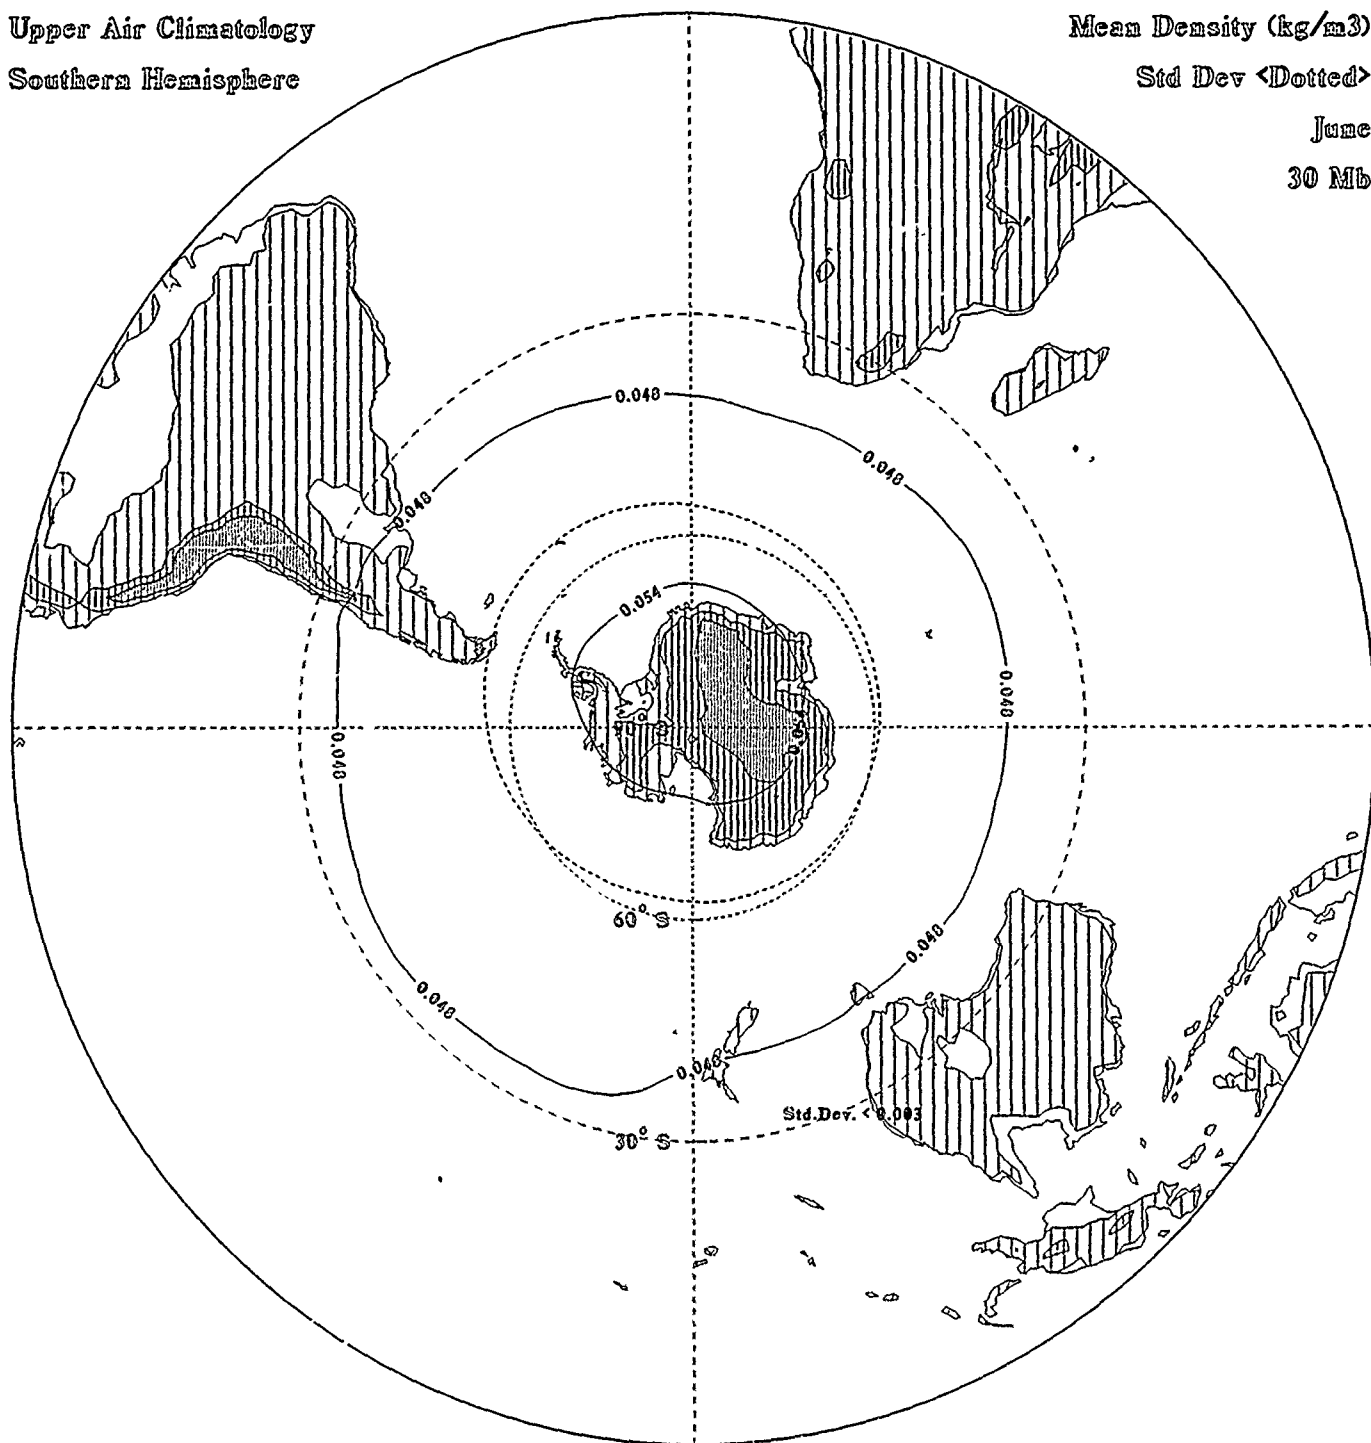 Upper Air Climatology
Southern Hemisphere
Mean Density (kg/m3)
Std Dev <Dotted>
June
30 Mb
0.048
0.048
0.048
0.054
0.048
0.048
0.054
60° S
0.048
0.048
0.048
Std.Dev. < 0.003
30° S